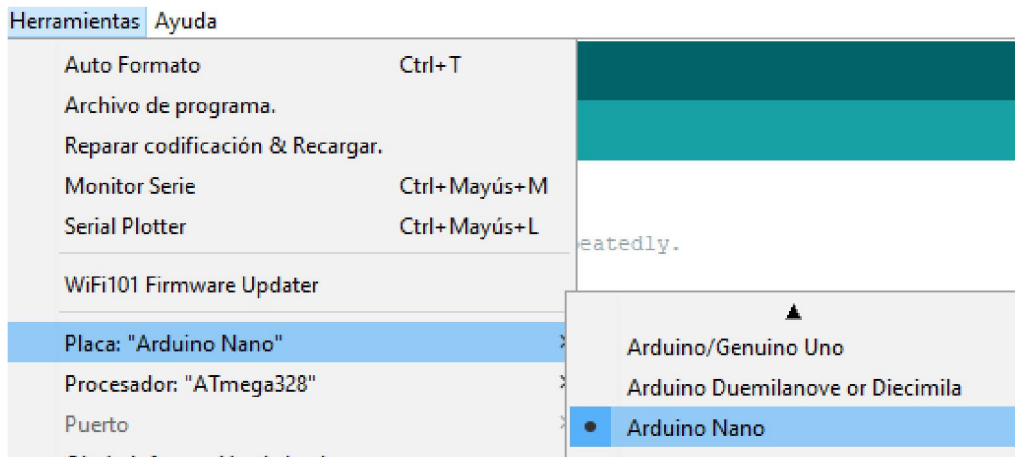 Herramientas Ayuda
Auto Formato Ctrl+T
Archivo de programa.
Reparar codificación & Recargar.
Monitor Serie Ctrl+Mayús+M
Serial Plotter Ctrl+Mayús+L
eatedly.
WiFi101 Firmware Updater
Placa: "Arduino Nano"
Arduino/Genuino Uno
Procesador: "ATmega328"
Arduino Duemilanove or Diecimila
Puerto
Arduino Nano